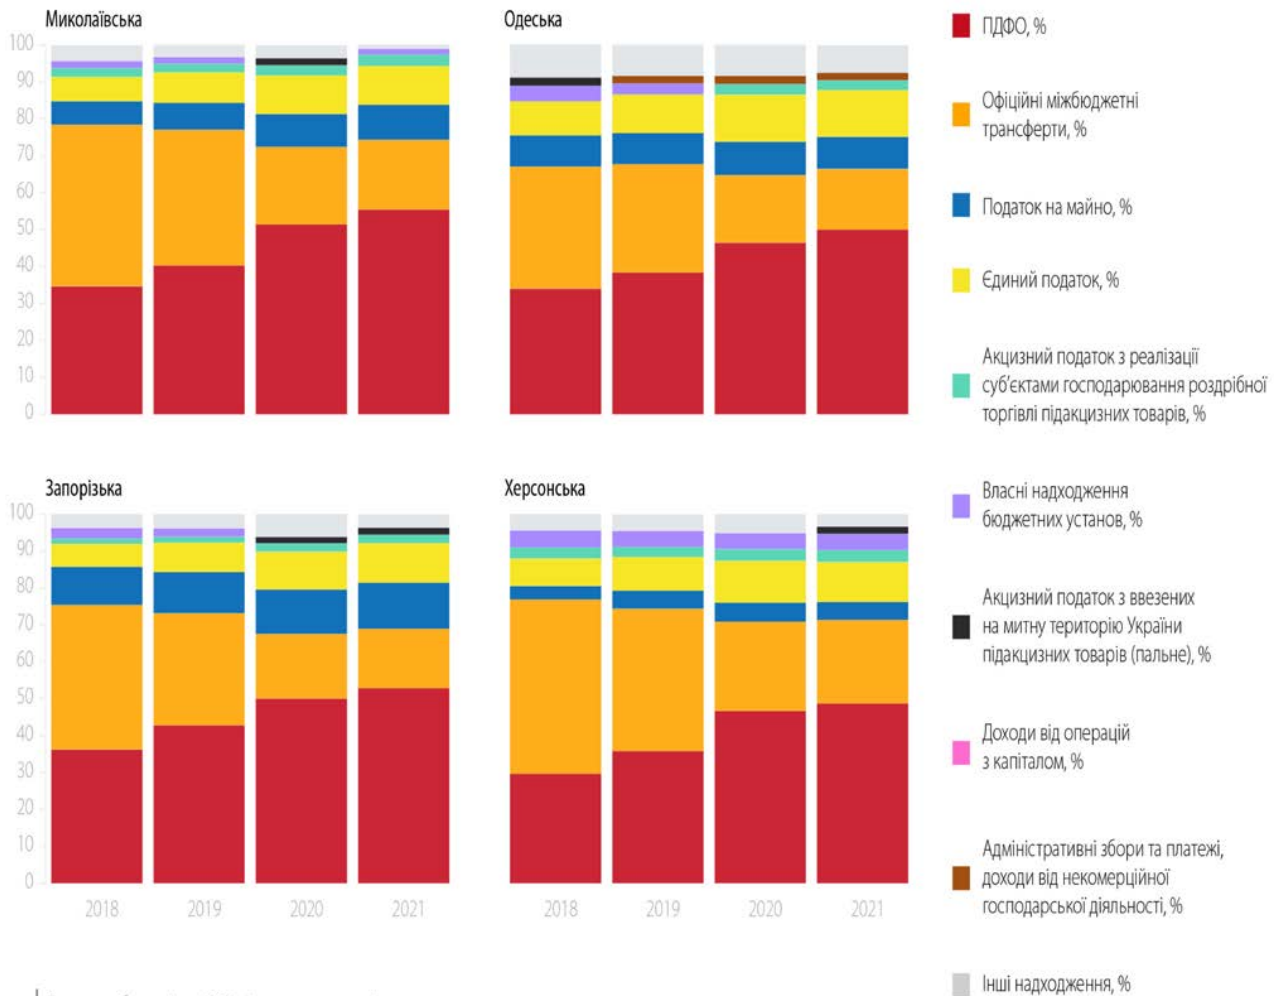 Миколаївська
100
90
80
70
60
50
40
30
20
10
0
Одеська
Запорізька
100
90
80
70
60
50
40
30
20
10
0
2018 2019 2020 2021
Херсонська
2018 2019 2020 2021
ПДФО, %
Офіційні міжбюджетні
трансферти, %
Податок на майно, %
Єдиний податок, %
Акцизний податок з реалізації
суб’єктами господарювання роздрібної
торгівлі підакцизних товарів, %
Власні надходження
бюджетних установ, %
Акцизний податок з ввезених
на митну територію України
підакцизних товарів (пальне), %
Доходи від операцій
з капіталом, %
Адміністративні збори та платежі,
доходи від некомерційної
господарської діяльності, %
Інші надходження, %